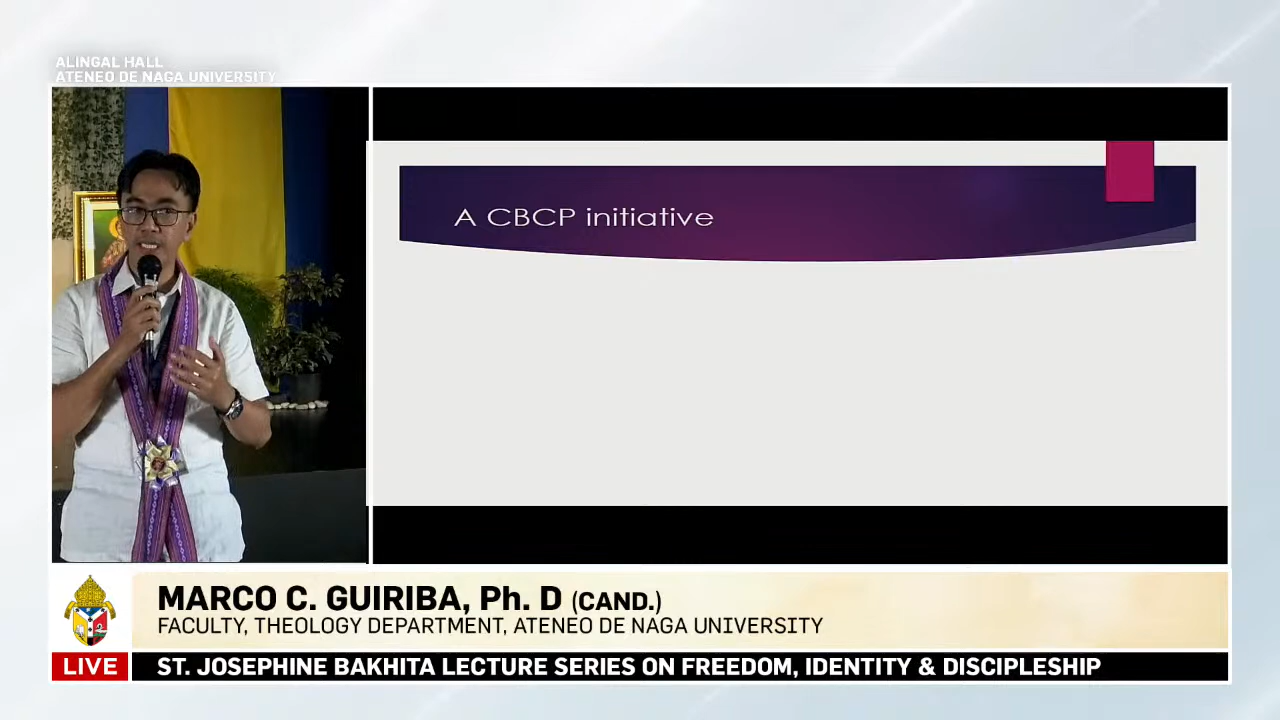 ALINGAL HALL
ATENEO DE NAGA UNIVERSITY
A CBCP initiative
MARCO C. GUIRIBA, Ph. D (CAND.)
FACULTY, THEOLOGY DEPARTMENT, ATENEO DE NAGA UNIVERSITY
LIVE ST. JOSEPHINE BAKHITA LECTURE SERIES ON FREEDOM, IDENTITY & DISCIPLESHIP